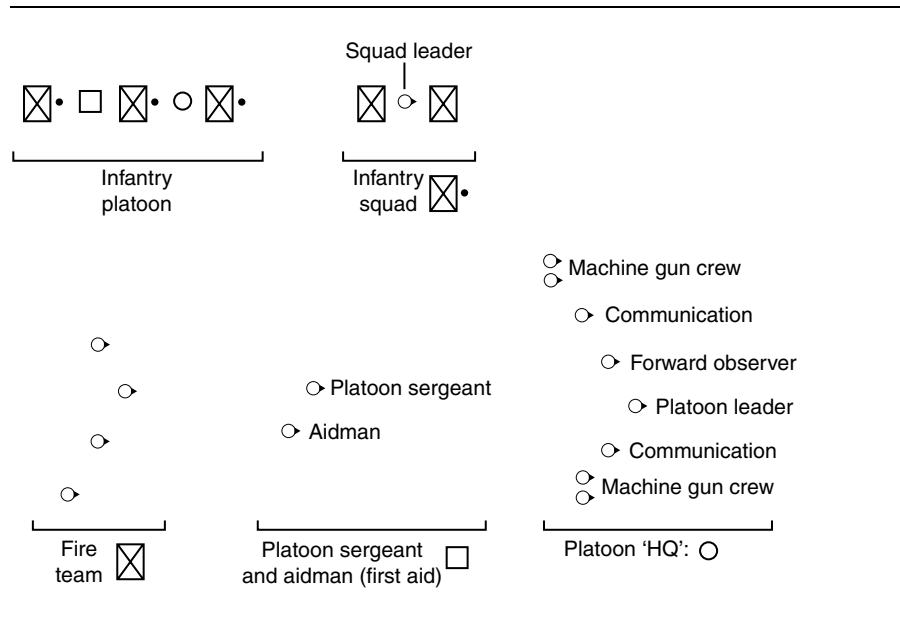 Squad leader
Infantry
platoon
Infantry
squad
Machine gun crew
Communication
Forward observer
Platoon sergeant
Platoon leader
Aidman
Communication
Machine gun crew
Fire
team
Platoon sergeant
and aidman (first aid)
Platoon ‘HQ’: